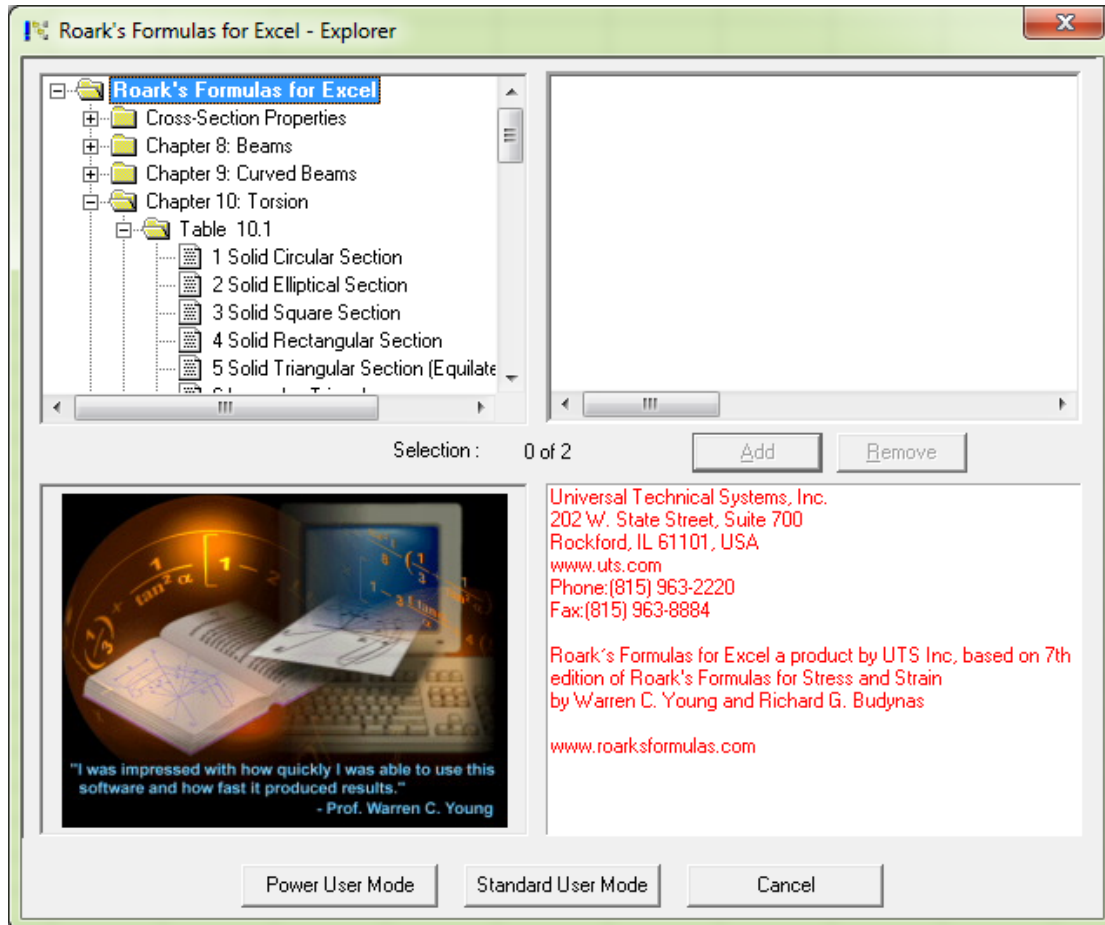 Roark's Formulas for Excel - Explorer
Roark's Formulas for Excel
Cross-Section Properties
Chapter 8: Beams
Chapter 9: Curved Beams
Chapter 10: Torsion
Table 10.1
1 Solid Circular Section
2 Solid Elliptical Section
3 Solid Square Section
4 Solid Rectangular Section
5 Solid Triangular Section (Equilate
Selection : 0 of 2
Add
Remove
"I was impressed with how quickly I was able to use this
software and how fast it produced results."
- Prof. Warren C. Young
Universal Technical Systems, Inc.
202 W. State Street, Suite 700
Rockford, IL 61101, USA
www.uts.com
Phone:(815) 963-2220
Fax:(815) 963-8884
Roark's Formulas for Excel a product by UTS Inc, based on 7th
edition of Roark's Formulas for Stress and Strain
by Warren C. Young and Richard G. Budynas
www.roarksformulas.com
Power User Mode
Standard User Mode
Cancel